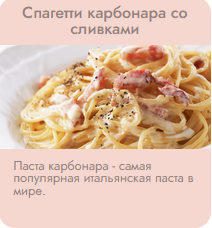 Спагетти карбонара со
сливками
Паста карбонара - самая
популярная итальянская паста в
мире.